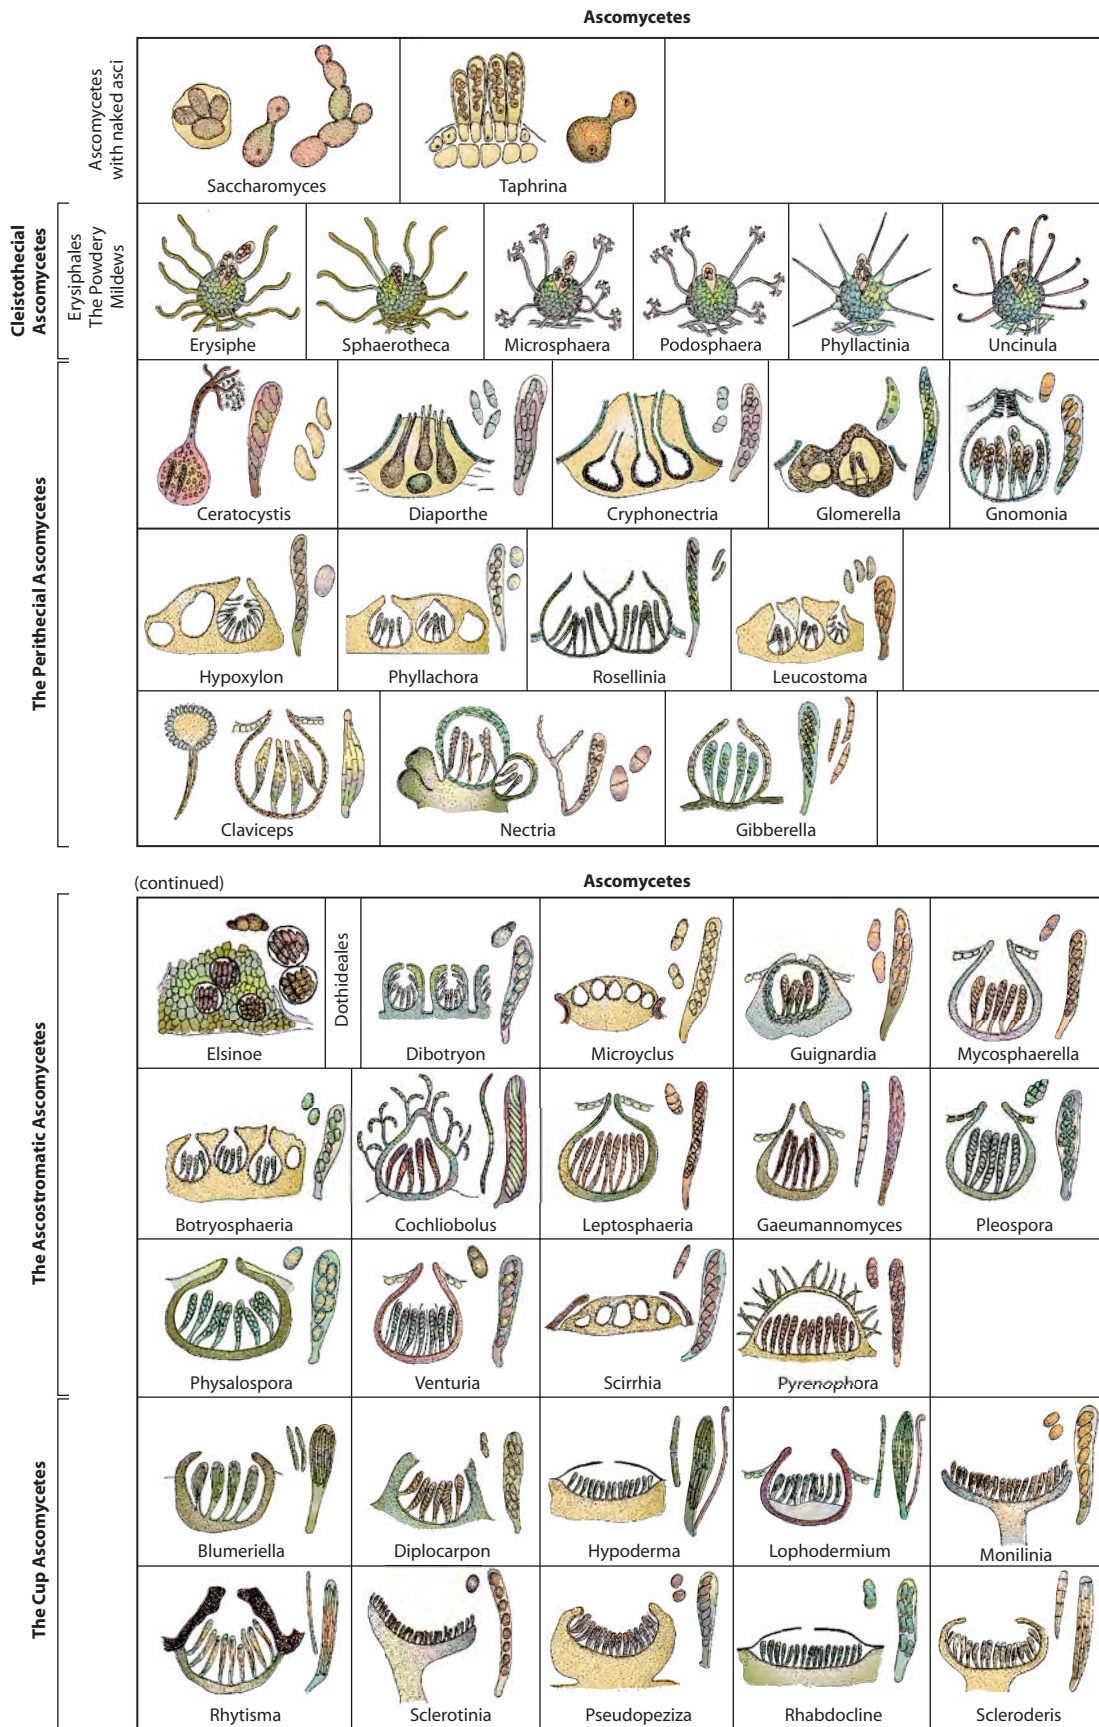 Ascomycetes
Ascomycetes
with naked asci
Saccharomyces
Taphrina
Cleistothecial
Ascomycetes
Erysiphales
The Powdery
Mildews
Erysiphe
Sphaerotheca
Microsphaera
Podosphaera
Phyllactinia
Uncinula
The Perithecial Ascomycetes
Ceratocystis
Diaporthe
Cryphonectria
Glomerella
Gnomonia
Hypoxylon
Phyllachora
Rosellinia
Leucostoma
Claviceps
Nectria
Gibberella
(continued)
Ascomycetes
The Ascostromatic Ascomycetes
Elsinoe
Dothideales
Dibotryon
Microyclus
Guignardia
Mycosphaerella
Botryosphaeria
Cochliobolus
Leptosphaeria
Gaeumannomyces
Pleospora
Physalospora
Venturia
Scirrhia
Pyrenophora
The Cup Ascomycetes
Blumeriella
Diplocarpon
Hypoderma
Lophodermium
Monilinia
Rhytisma
Sclerotinia
Pseudopeziza
Rhabdocline
Scleroderis